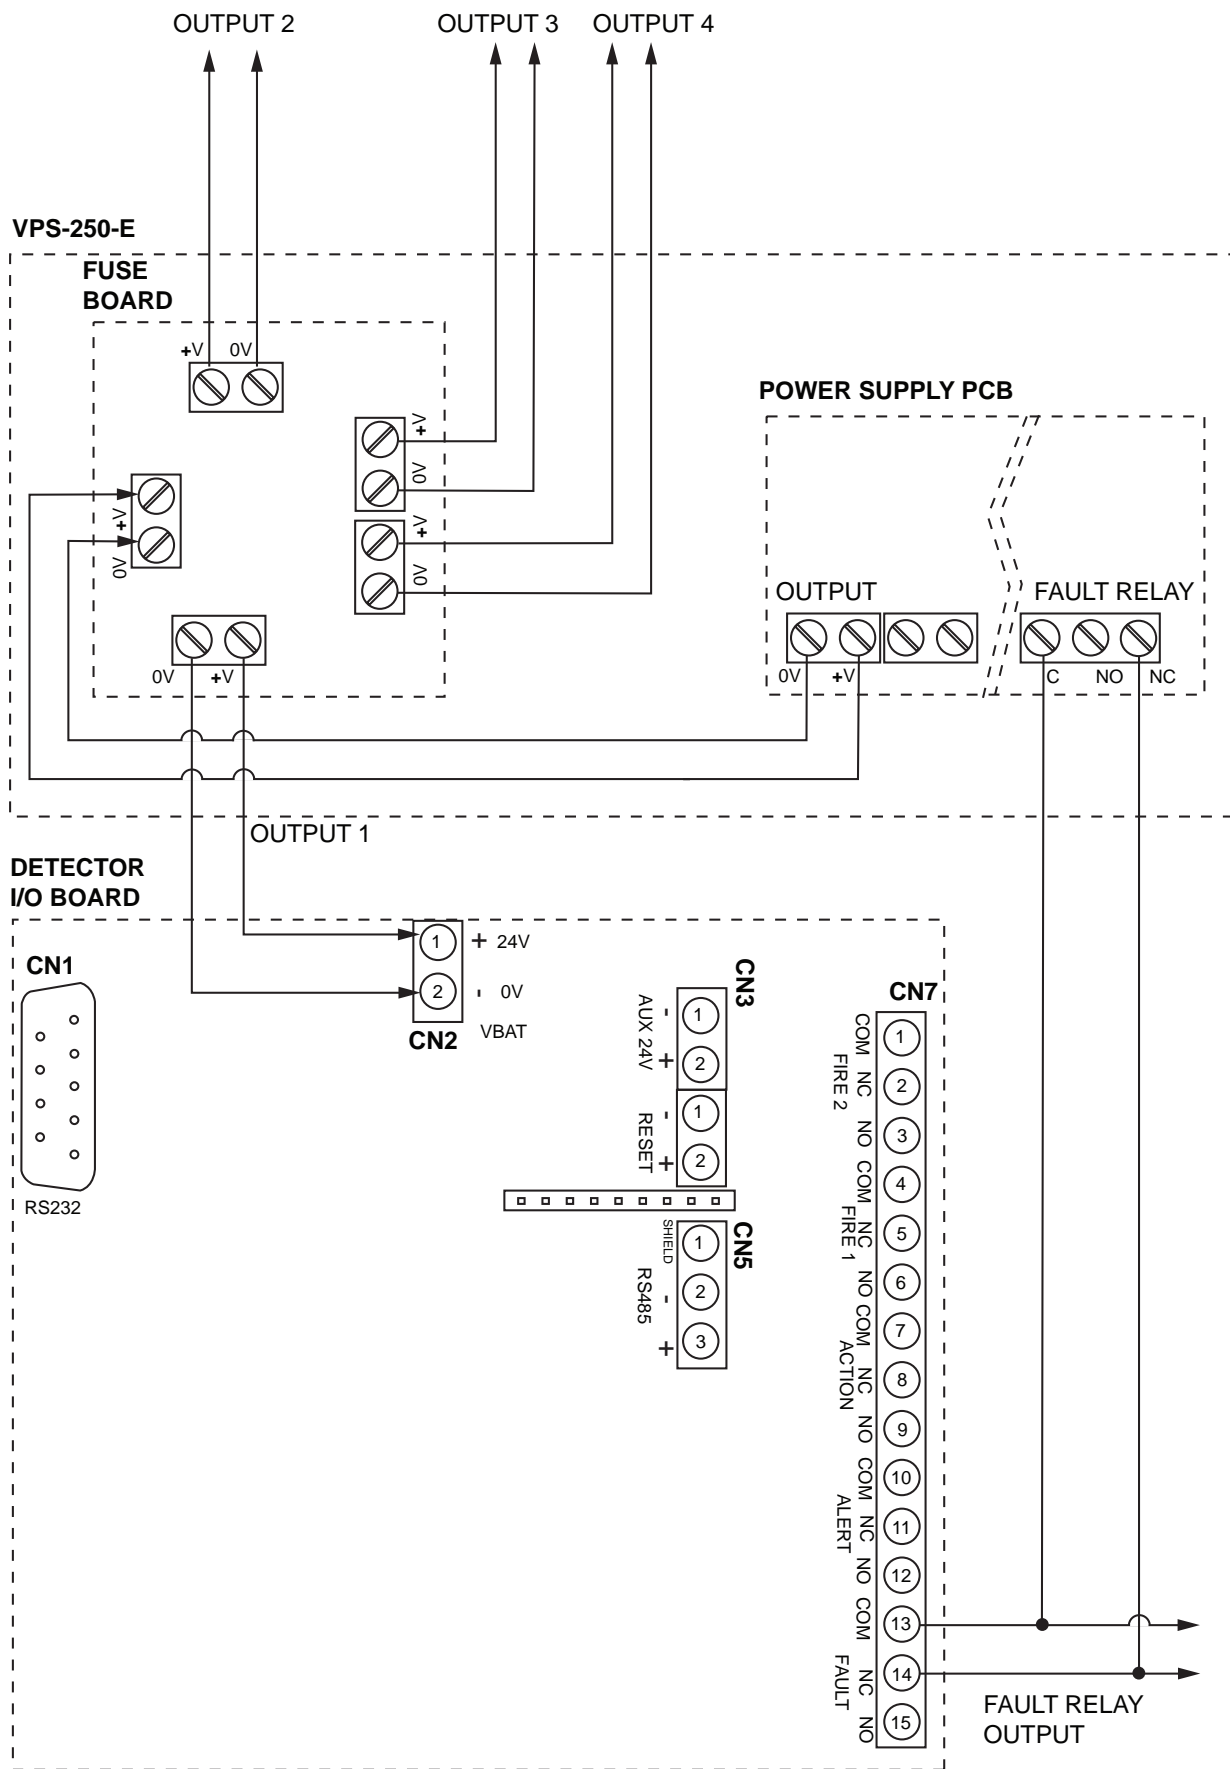 OUTPUT 2
OUTPUT 3
OUTPUT 4
VPS-250-E
FUSE
BOARD
+V
0V
+V
0V
+V
0V
+V
0V
0V
+V
POWER SUPPLY PCB
OUTPUT
FAULT RELAY
0V
+V
C
NO
NC
OUTPUT 1
DETECTOR
I/O BOARD
CN1
RS232
1
+ 24V
2
- 0V
CN2
VBAT
CN3
AUX 24V
-
1
+
2
RESET
-
1
+
2
CN5
SHIELD
1
RS485
-
2
+
3
CN7
COM
1
NC
2
FIRE 2
NO
3
COM
4
NC
5
FIRE 1
NO
6
COM
7
NC
8
ACTION
NO
9
COM
10
NC
11
ALERT
NO
12
COM
13
NC
14
FAULT
NO
15
FAULT RELAY
OUTPUT